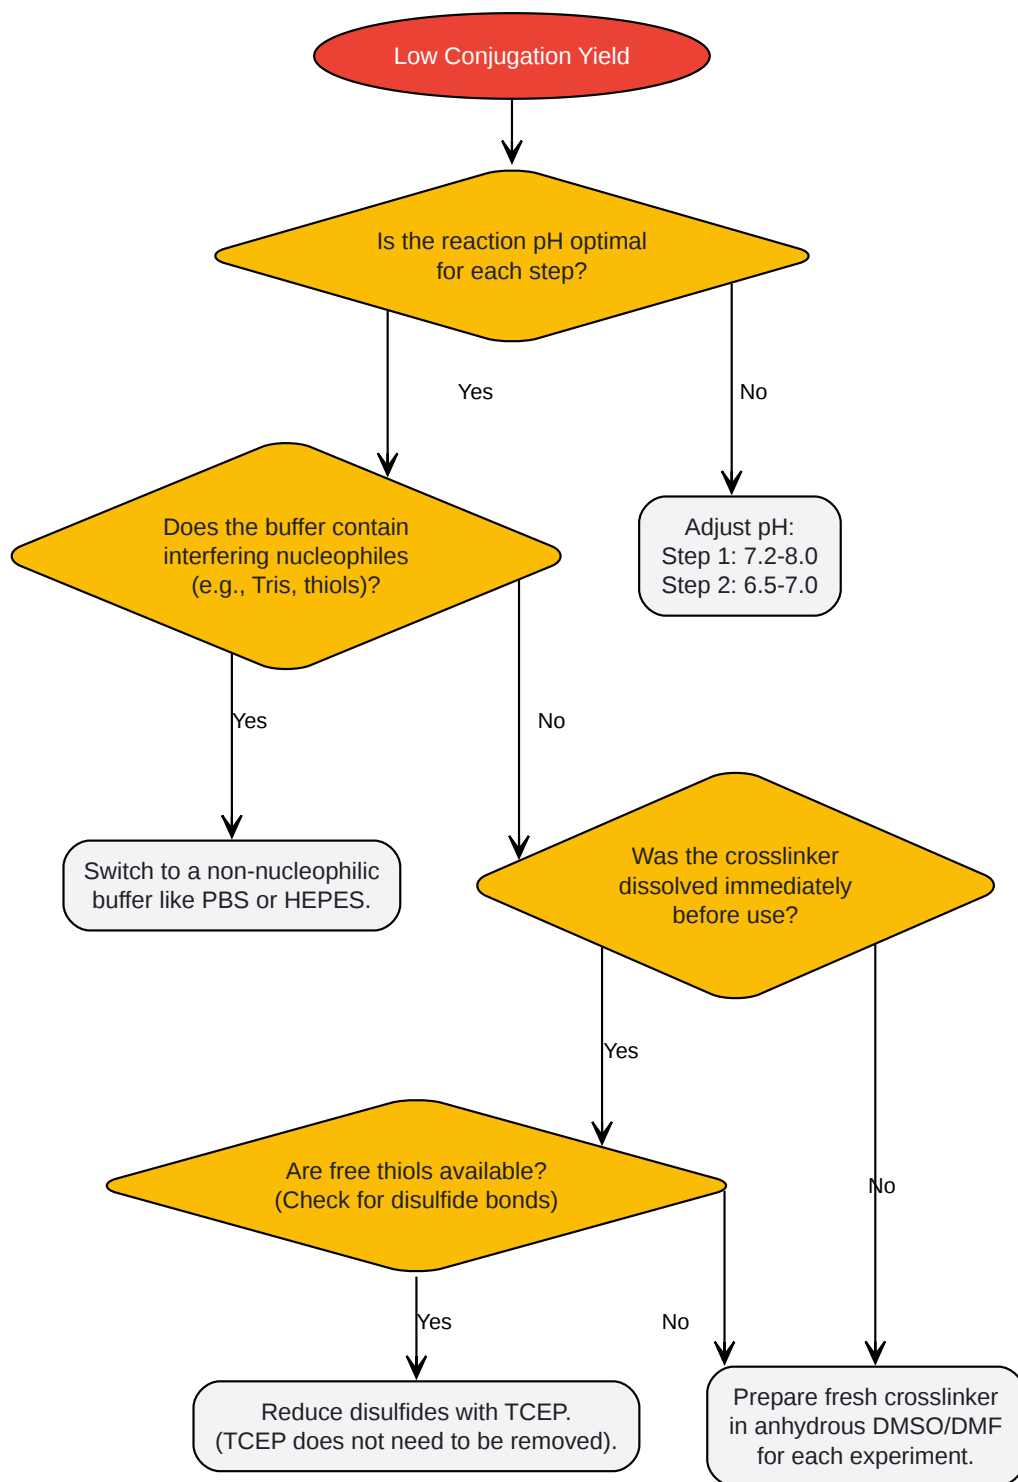 Low Conjugation Yield
Is the reaction pH optimal
for each step?
Yes
No
Does the buffer contain
interfering nucleophiles
(e.g., Tris, thiols)?
Adjust pH:
Step 1: 7.2-8.0
Step 2: 6.5-7.0
Yes
No
Switch to a non-nucleophilic
buffer like PBS or HEPES.
Was the crosslinker
dissolved immediately
before use?
Yes
No
Are free thiols available?
(Check for disulfide bonds)
Yes
No
Reduce disulfides with TCEP.
(TCEP does not need to be removed).
Prepare fresh crosslinker
in anhydrous DMSO/DMF
for each experiment.